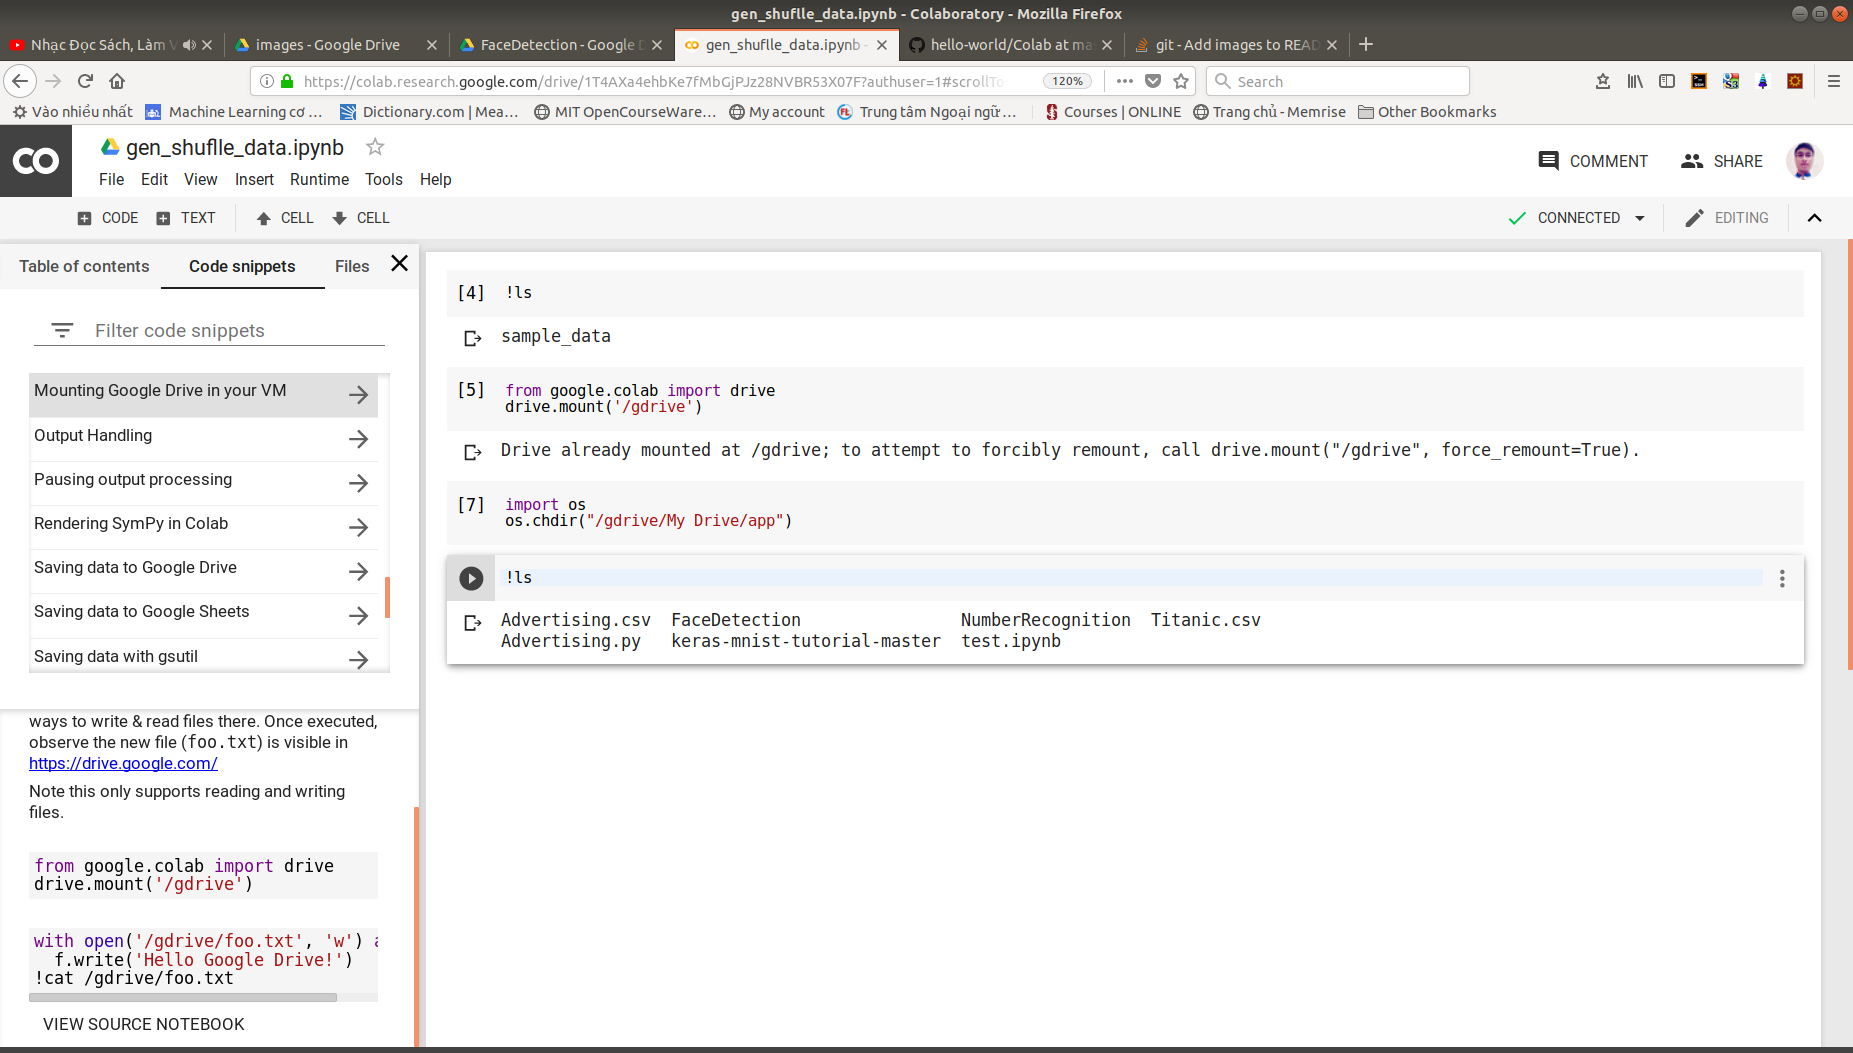 gen_shuflle_data.ipynb - Colaboratory - Mozilla Firefox
Nhạc Đọc Sách, Làm V
images - Google Drive
FaceDetection - Google D
gen_shuflle_data.ipynb -
hello-world/Colab at ma
git - Add images to READ
https://colab.research.google.com/drive/1T4AXa4ehbKe7fMbGjPJz28NVBR53X07F?authuser=1#scrollTo
120%
Search
Vào nhiều nhất
Machine Learning cơ ...
Dictionary.com | Mea...
MIT OpenCourseWare...
My account
Trung tâm Ngoại ngữ ...
Courses | ONLINE
Trang chủ - Memrise
Other Bookmarks
CO
gen_shuflle_data.ipynb
File Edit View Insert Runtime Tools Help
COMMENT
SHARE
CODE TEXT CELL CELL
CONNECTED
EDITING
Table of contents Code snippets Files
Filter code snippets
Mounting Google Drive in your VM
Output Handling
Pausing output processing
Rendering SymPy in Colab
Saving data to Google Drive
Saving data to Google Sheets
Saving data with gsutil
ways to write & read files there. Once executed,
observe the new file (foo.txt) is visible in
https://drive.google.com/
Note this only supports reading and writing
files.
from google.colab import drive
drive.mount('/gdrive')
with open('/gdrive/foo.txt', 'w') a
f.write('Hello Google Drive!')
!cat /gdrive/foo.txt
VIEW SOURCE NOTEBOOK
[4] !ls
sample_data
[5] from google.colab import drive
drive.mount('/gdrive')
Drive already mounted at /gdrive; to attempt to forcibly remount, call drive.mount("/gdrive", force_remount=True).
[7] import os
os.chdir("/gdrive/My Drive/app")
!ls
Advertising.csv FaceDetection NumberRecognition Titanic.csv
Advertising.py keras-mnist-tutorial-master test.ipynb